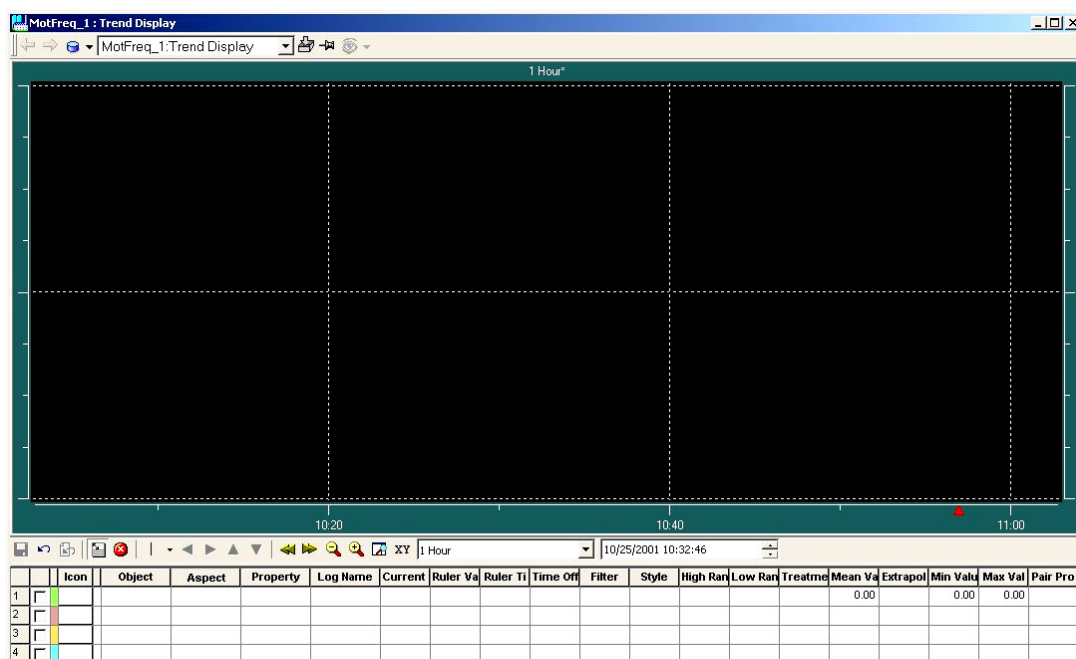 MotFreq_1 : Trend Display
MotFreq_1:Trend Display
1 Hour*
10:20 10:40 11:00
XY 1 Hour 10/25/2001 10:32:46
Icon Object Aspect Property Log Name Current Ruler Va Ruler Ti Time Off Filter Style High Ran Low Ran Treatme Mean Va Extrapol Min Valu Max Val Pair Pro
1 0.00 0.00 0.00
2
3
4